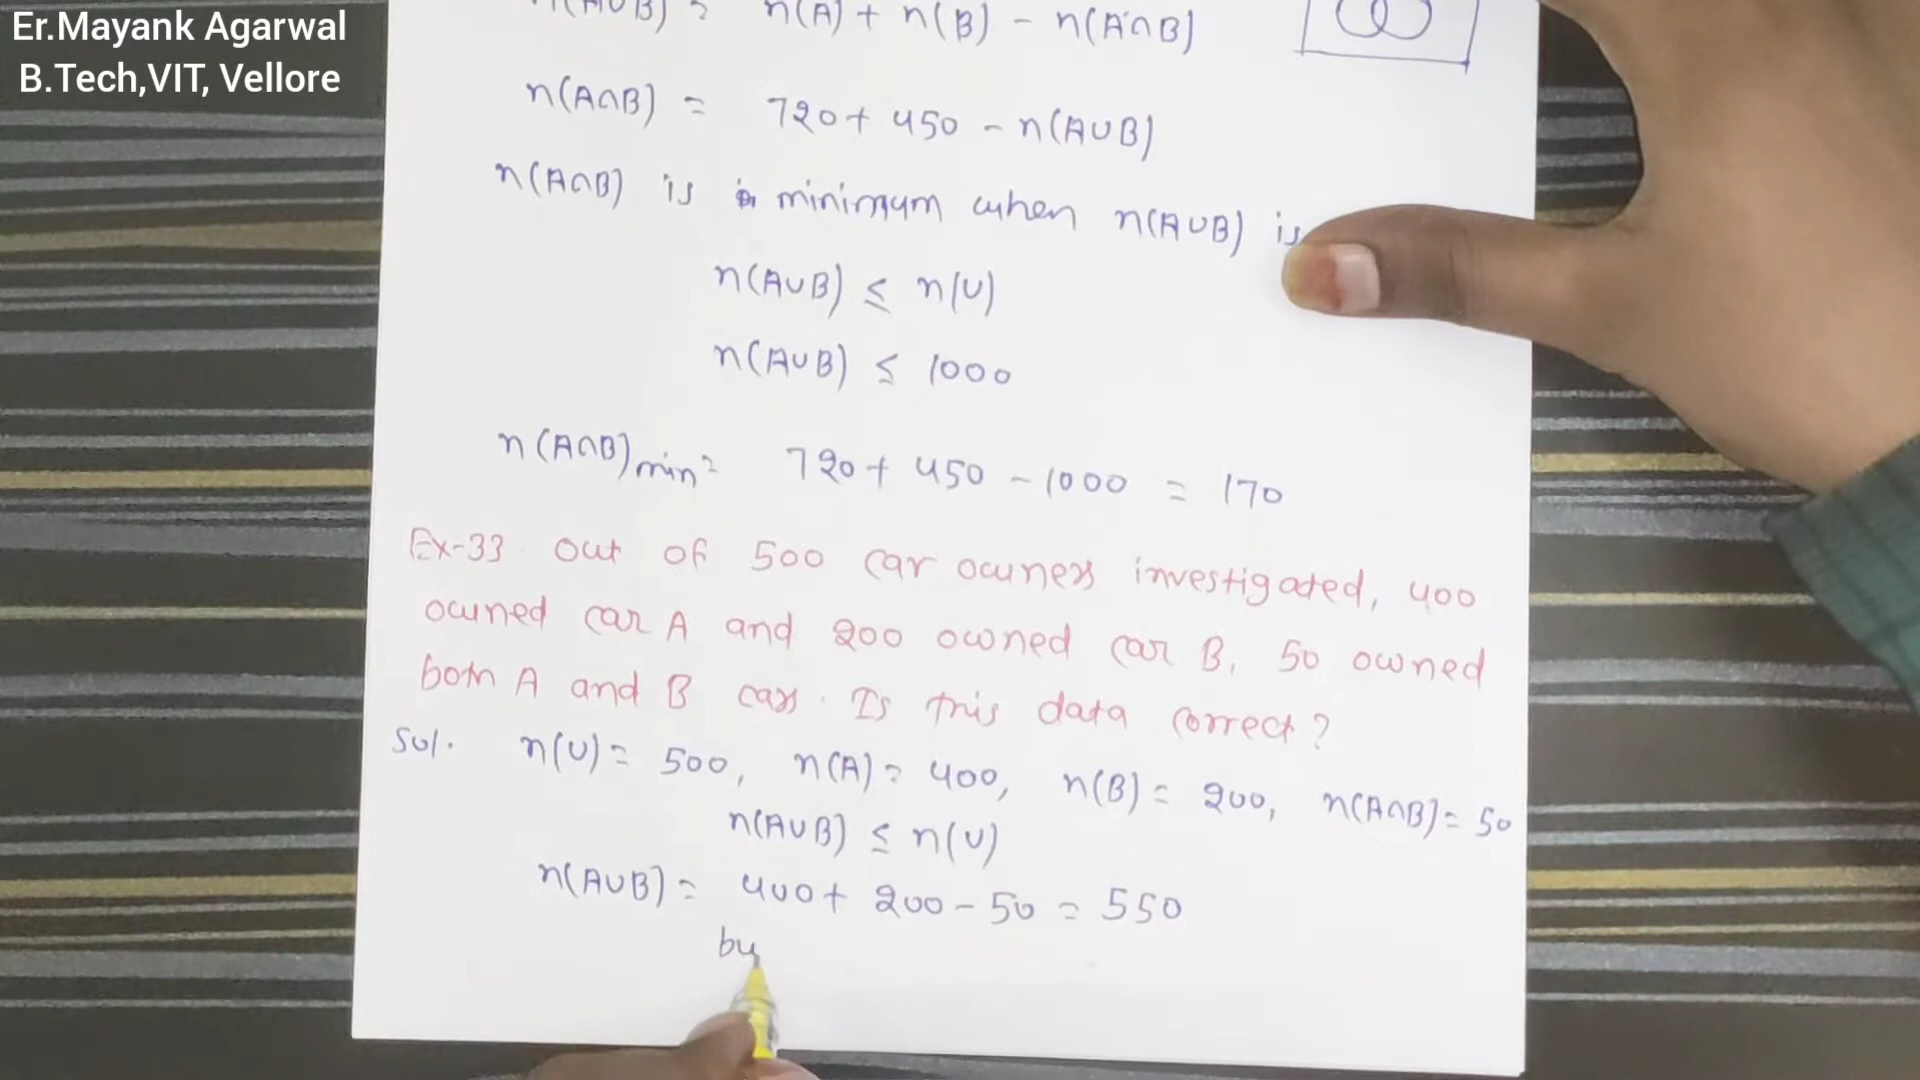 Er.Mayank Agarwal
B.Tech,VIT, Vellore
n(A∪B) = n(A) + n(B) - n(A∩B)
n(A∩B) = 720 + 450 - n(A∪B)
n(A∩B) is minimum when n(A∪B) is
n(A∪B) ≤ n(U)
n(A∪B) ≤ 1000
n(A∩B)min = 720 + 450 - 1000 = 170
Ex-33. Out of 500 car owners investigated, 400
owned car A and 200 owned car B, 50 owned
both A and B cars. Is this data correct?
Sol. n(U) = 500, n(A) = 400, n(B) = 200, n(A∩B) = 50
n(A∪B) ≤ n(U)
n(A∪B) = 400 + 200 - 50 = 550
bu